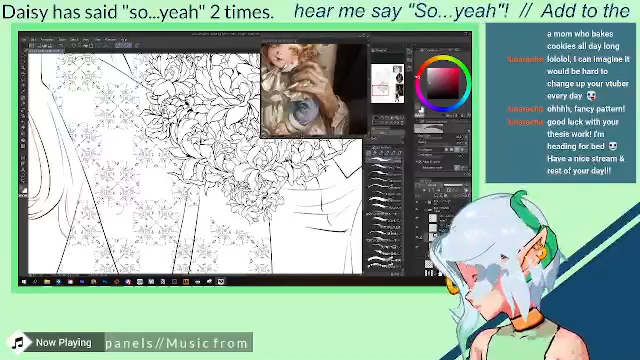 Daisy has said "so...yeah" 2 times.
hear me say "So...yeah"! // Add to the
a mom who bakes
cookies all day long
lololol, I can imagine it
would be hard to
change up your vtuber
every day
ohhhh, fancy pattern!
good luck with your
thesis work! I'm
heading for bed
Have a nice stream &
rest of your day!!
Now Playing
panels//Music from